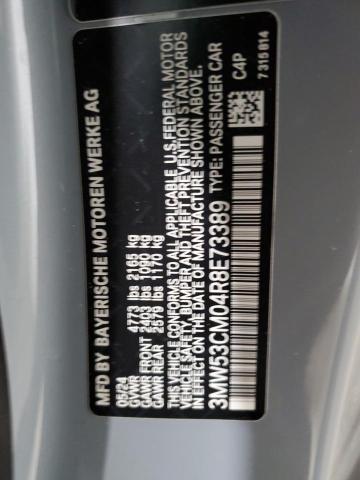 MFD BY BAYERISCHE MOTOREN WERKE AG
05/24
GVWR 4773 lbs 2165 kg
GAWR FRONT 2403 lbs 1090 kg
GAWR REAR 2579 lbs 1170 kg
THIS VEHICLE CONFORMS TO ALL APPLICABLE U.S. FEDERAL MOTOR
VEHICLE SAFETY, BUMPER AND THEFT PREVENTION STANDARDS
IN EFFECT ON THE DATE OF MANUFACTURE SHOWN ABOVE.
3MW53CM04R8E73389 TYPE: PASSENGER CAR
C4P
7 315 814